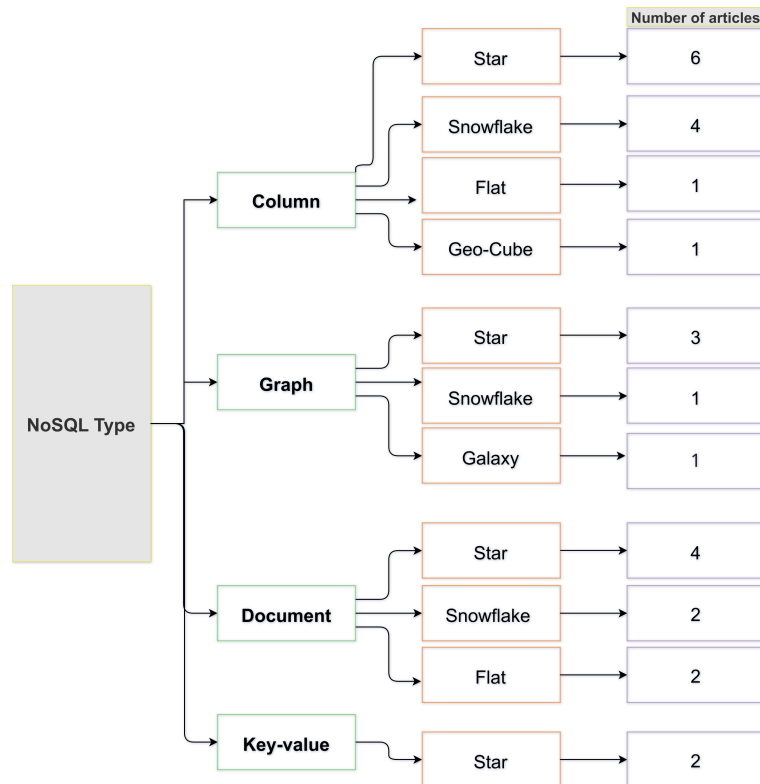 Number of articles
Star
6
Snowflake
4
Column
Flat
1
Geo-Cube
1
NoSQL Type
Graph
Star
3
Snowflake
1
Galaxy
1
Document
Star
4
Snowflake
2
Flat
2
Key-value
Star
2